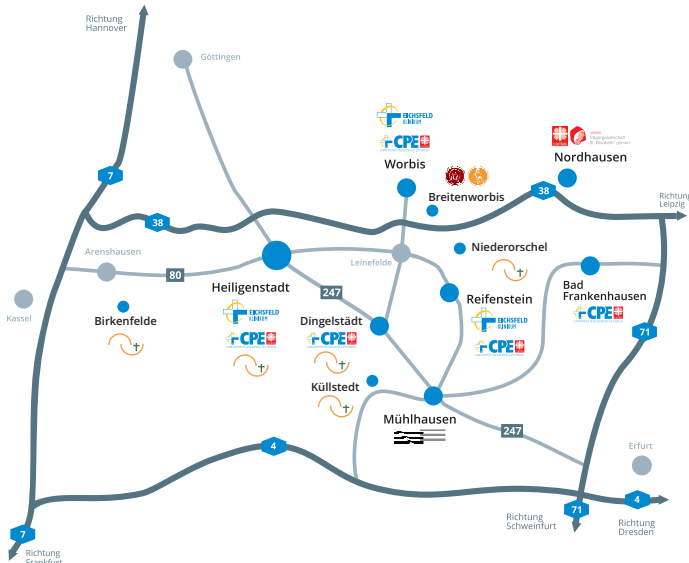 Richtung
Hannover
Göttingen
7
EICHSFELD
KLINIKUM
CPE
Worbis
Nordhausen
Breitenworbis
38
38
Richtung
Leipzig
Arenshausen
80
Leinefelde
Niederorschel
Heiligenstadt
247
Kassel
Birkenfelde
EICHSFELD
KLINIKUM
CPE
Dingelstädt
CPE
Reifenstein
EICHSFELD
KLINIKUM
CPE
Bad
Frankenhausen
CPE
71
Küllstedt
Mühlhausen
247
4
Erfurt
7
Richtung
Frankfurt
Richtung
Schweinfurt
71
4
Richtung
Dresden